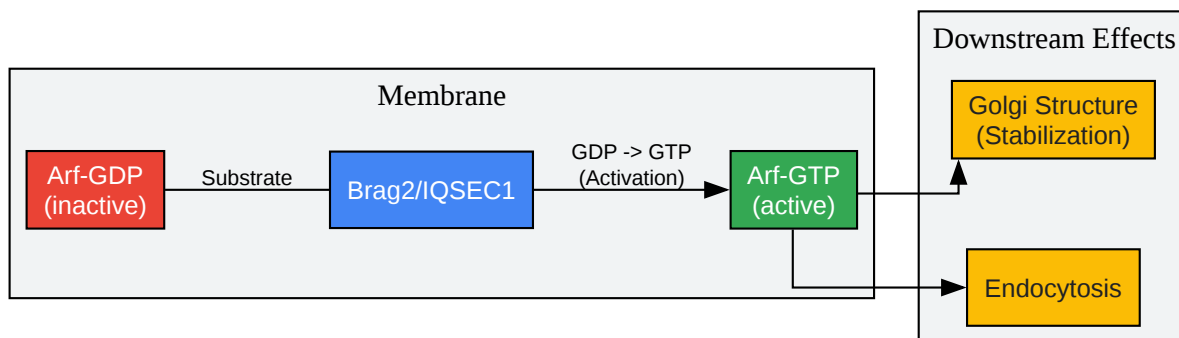 Downstream Effects
Membrane
Golgi Structure
(Stabilization)
Arf-GDP
(inactive)
Substrate
Brag2/IQSEC1
GDP -> GTP
(Activation)
Arf-GTP
(active)
Endocytosis